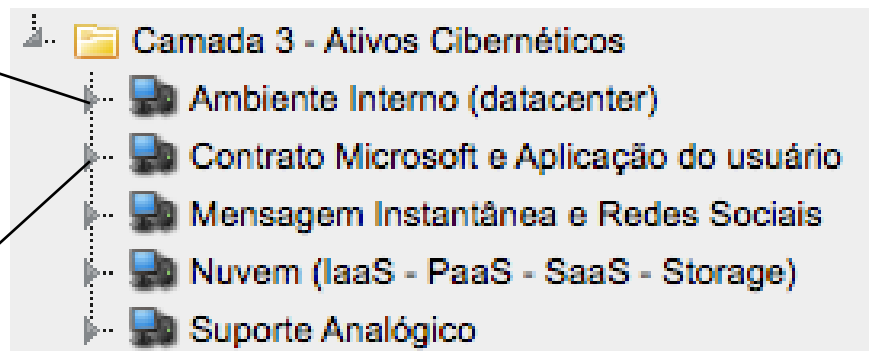 Camada 3 - Ativos Cibernéticos
Ambiente Interno (datacenter)
Contrato Microsoft e Aplicação do usuário
Mensagem Instantânea e Redes Sociais
Nuvem (IaaS - PaaS - SaaS - Storage)
Suporte Analógico